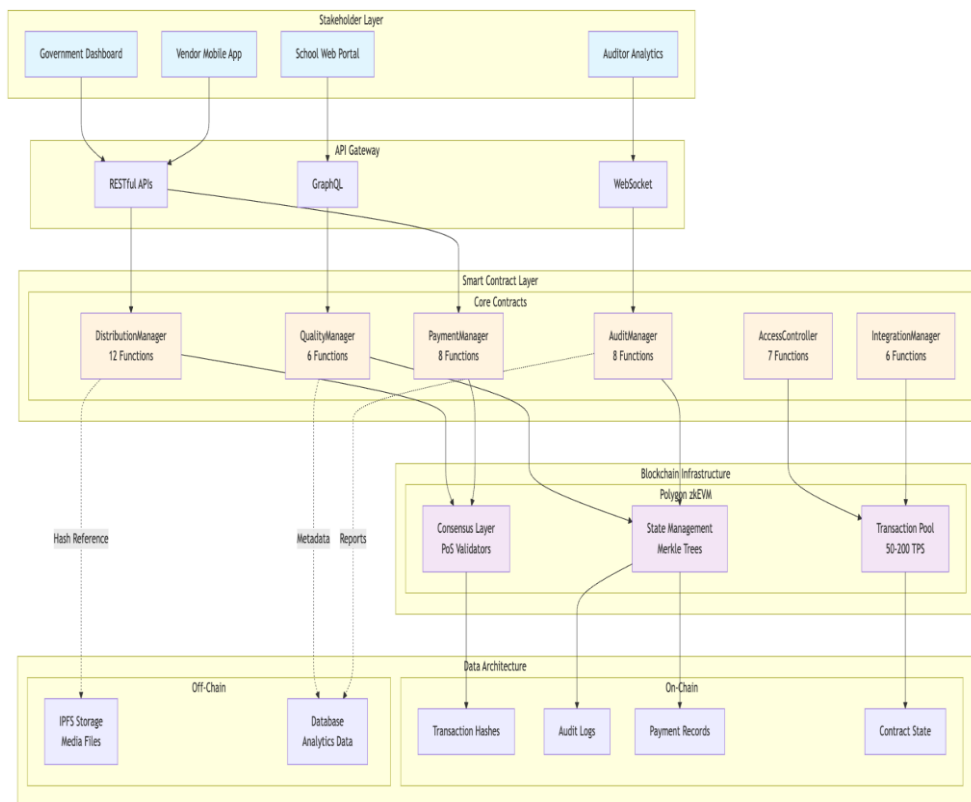 Stakeholder Layer
Government Dashboard
Vendor Mobile App
School Web Portal
Auditor Analytics
API Gateway
RESTful APIs
GraphQL
WebSocket
Smart Contract Layer
Core Contracts
DistributionManager
12 Functions
QualityManager
6 Functions
PaymentManager
8 Functions
AuditManager
8 Functions
AccessController
7 Functions
IntegrationManager
6 Functions
Blockchain Infrastructure
Polygon zkEVM
Consensus Layer
PoS Validators
State Management
Merkle Trees
Transaction Pool
50-200 TPS
Hash Reference
Metadata
Reports
Data Architecture
Off-Chain
On-Chain
IPFS Storage
Media Files
Database
Analytics Data
Transaction Hashes
Audit Logs
Payment Records
Contract State